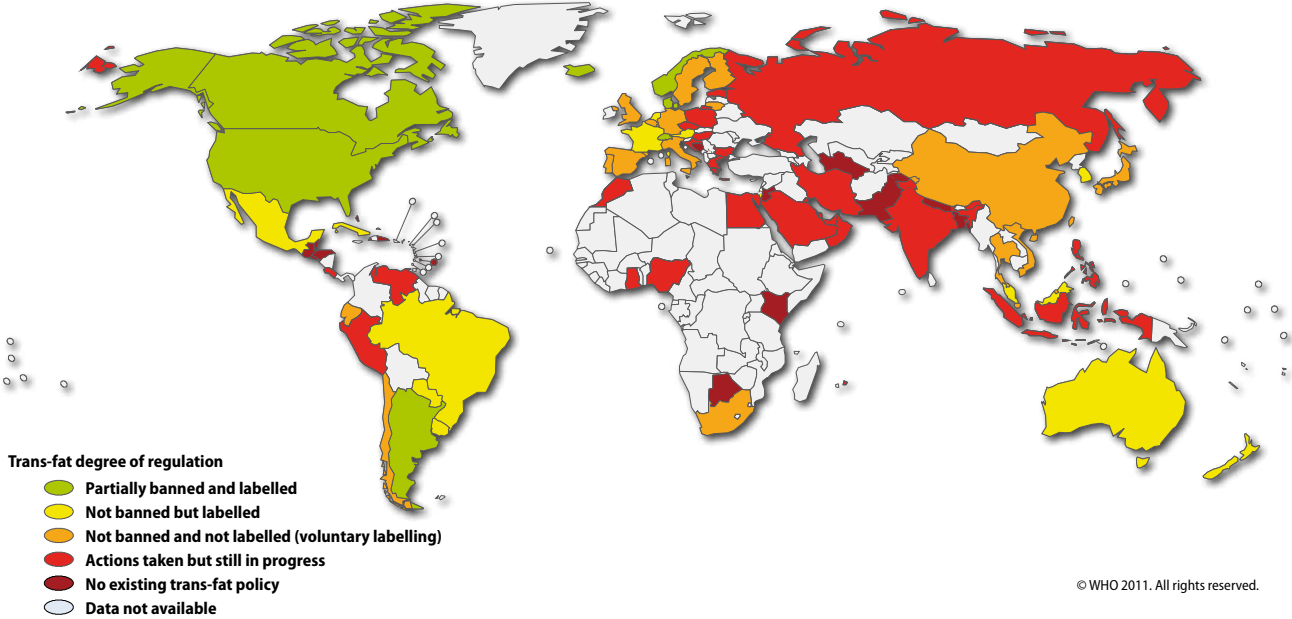 Trans-fat degree of regulation
Partially banned and labelled
Not banned but labelled
Not banned and not labelled (voluntary labelling)
Actions taken but still in progress
No existing trans-fat policy
Data not available
© WHO 2011. All rights reserved.